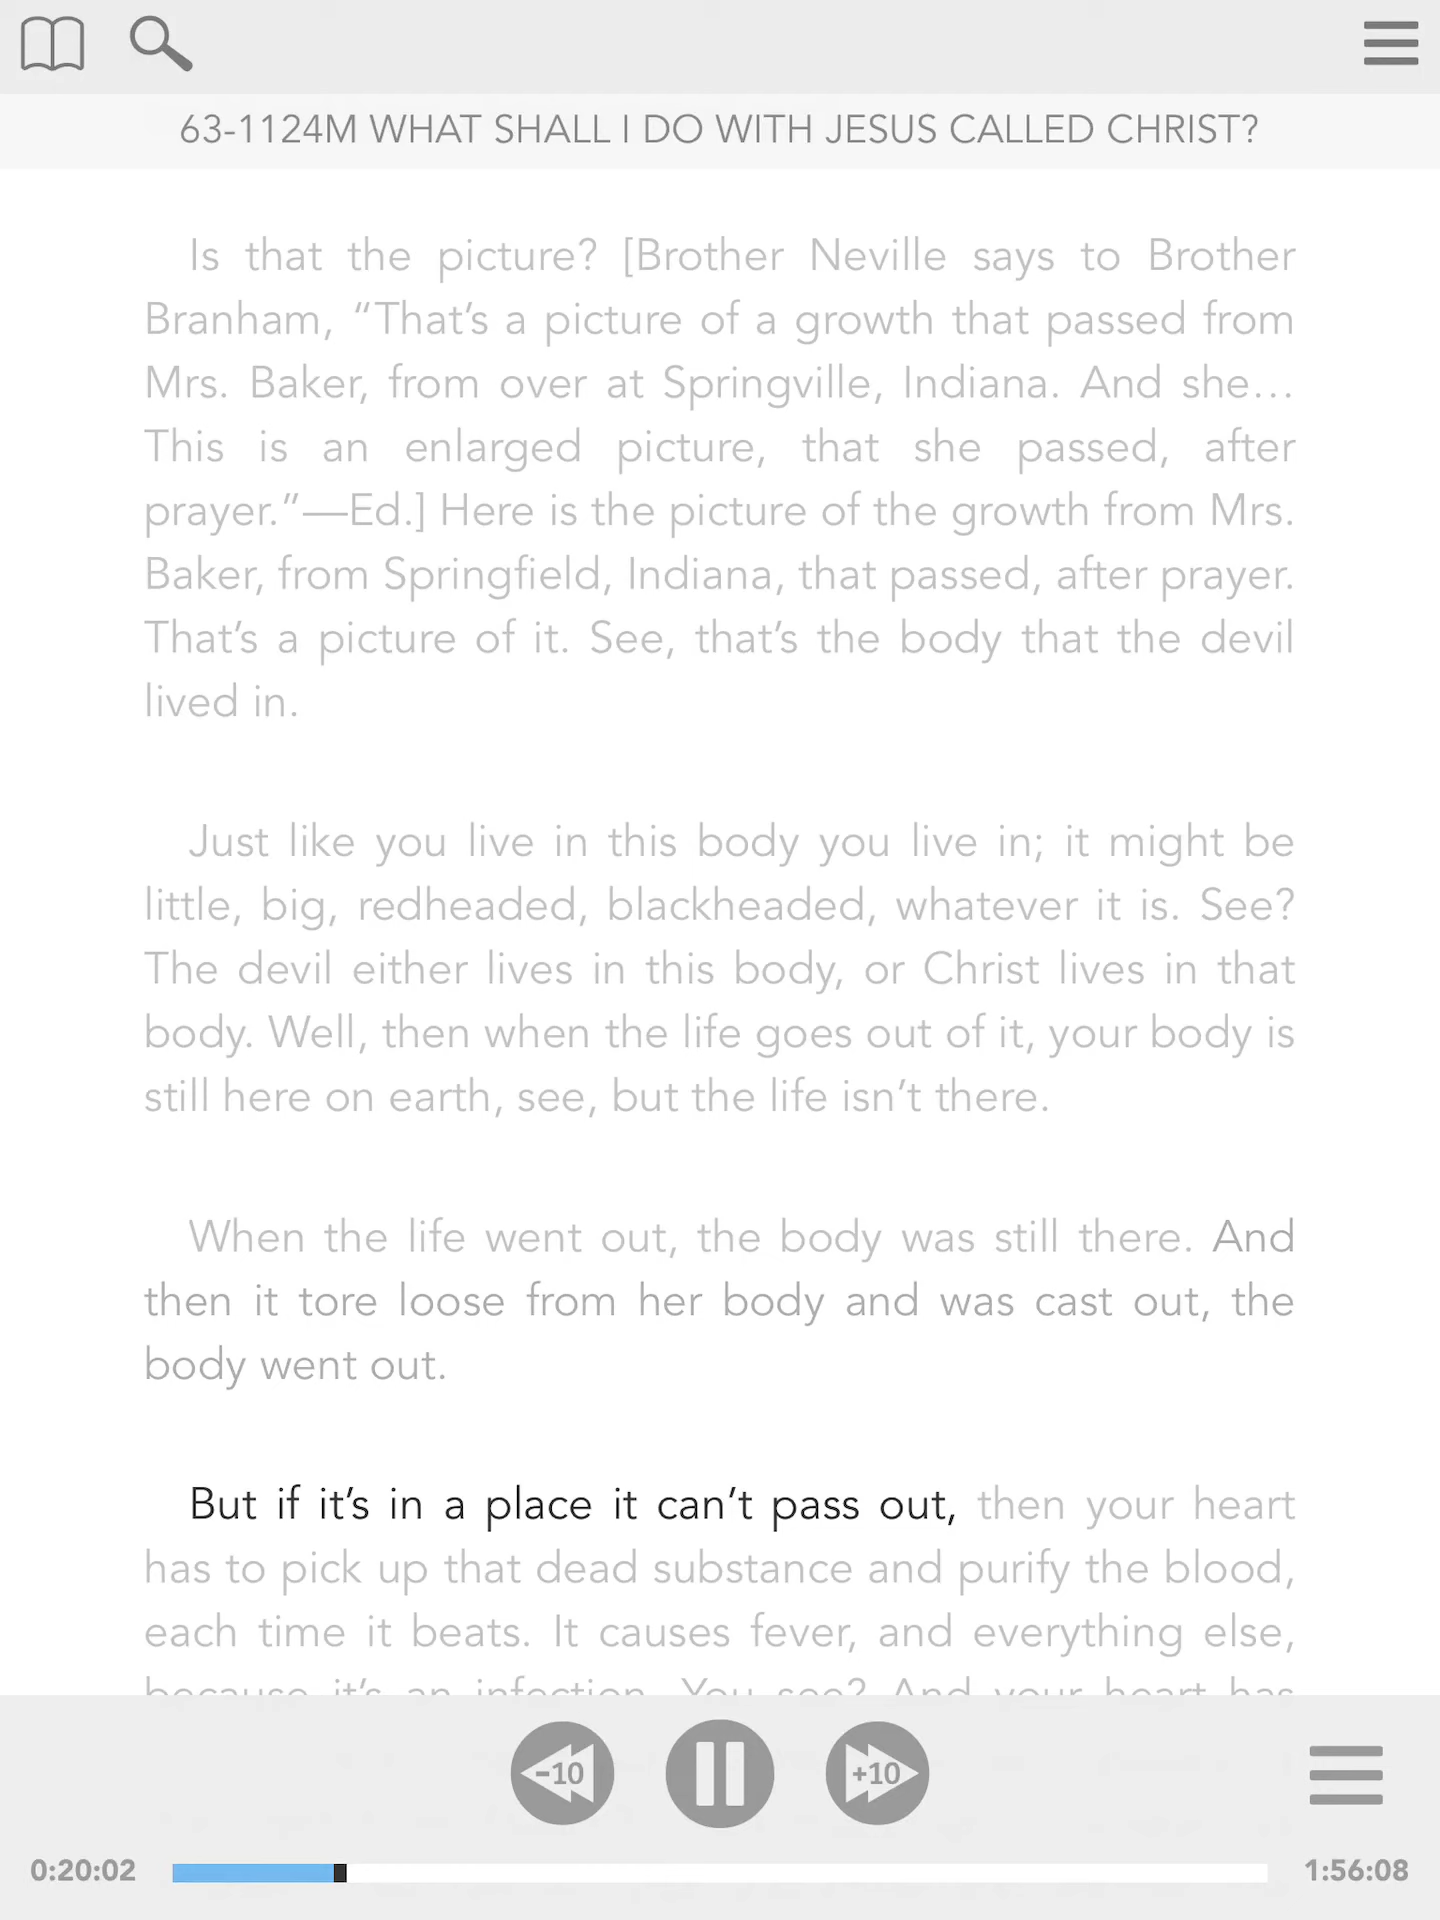 63-1124M WHAT SHALL I DO WITH JESUS CALLED CHRIST?
Is that the picture? [Brother Neville says to Brother
Branham, “That’s a picture of a growth that passed from
Mrs. Baker, from over at Springville, Indiana. And she…
This is an enlarged picture, that she passed, after
prayer.”—Ed.] Here is the picture of the growth from Mrs.
Baker, from Springfield, Indiana, that passed, after prayer.
That’s a picture of it. See, that’s the body that the devil
lived in.
Just like you live in this body you live in; it might be
little, big, redheaded, blackheaded, whatever it is. See?
The devil either lives in this body, or Christ lives in that
body. Well, then when the life goes out of it, your body is
still here on earth, see, but the life isn’t there.
When the life went out, the body was still there. And
then it tore loose from her body and was cast out, the
body went out.
But if it’s in a place it can’t pass out, then your heart
has to pick up that dead substance and purify the blood,
each time it beats. It causes fever, and everything else,
because it’s an infection. You see? And your heart has
-10 +10
0:20:02 1:56:08